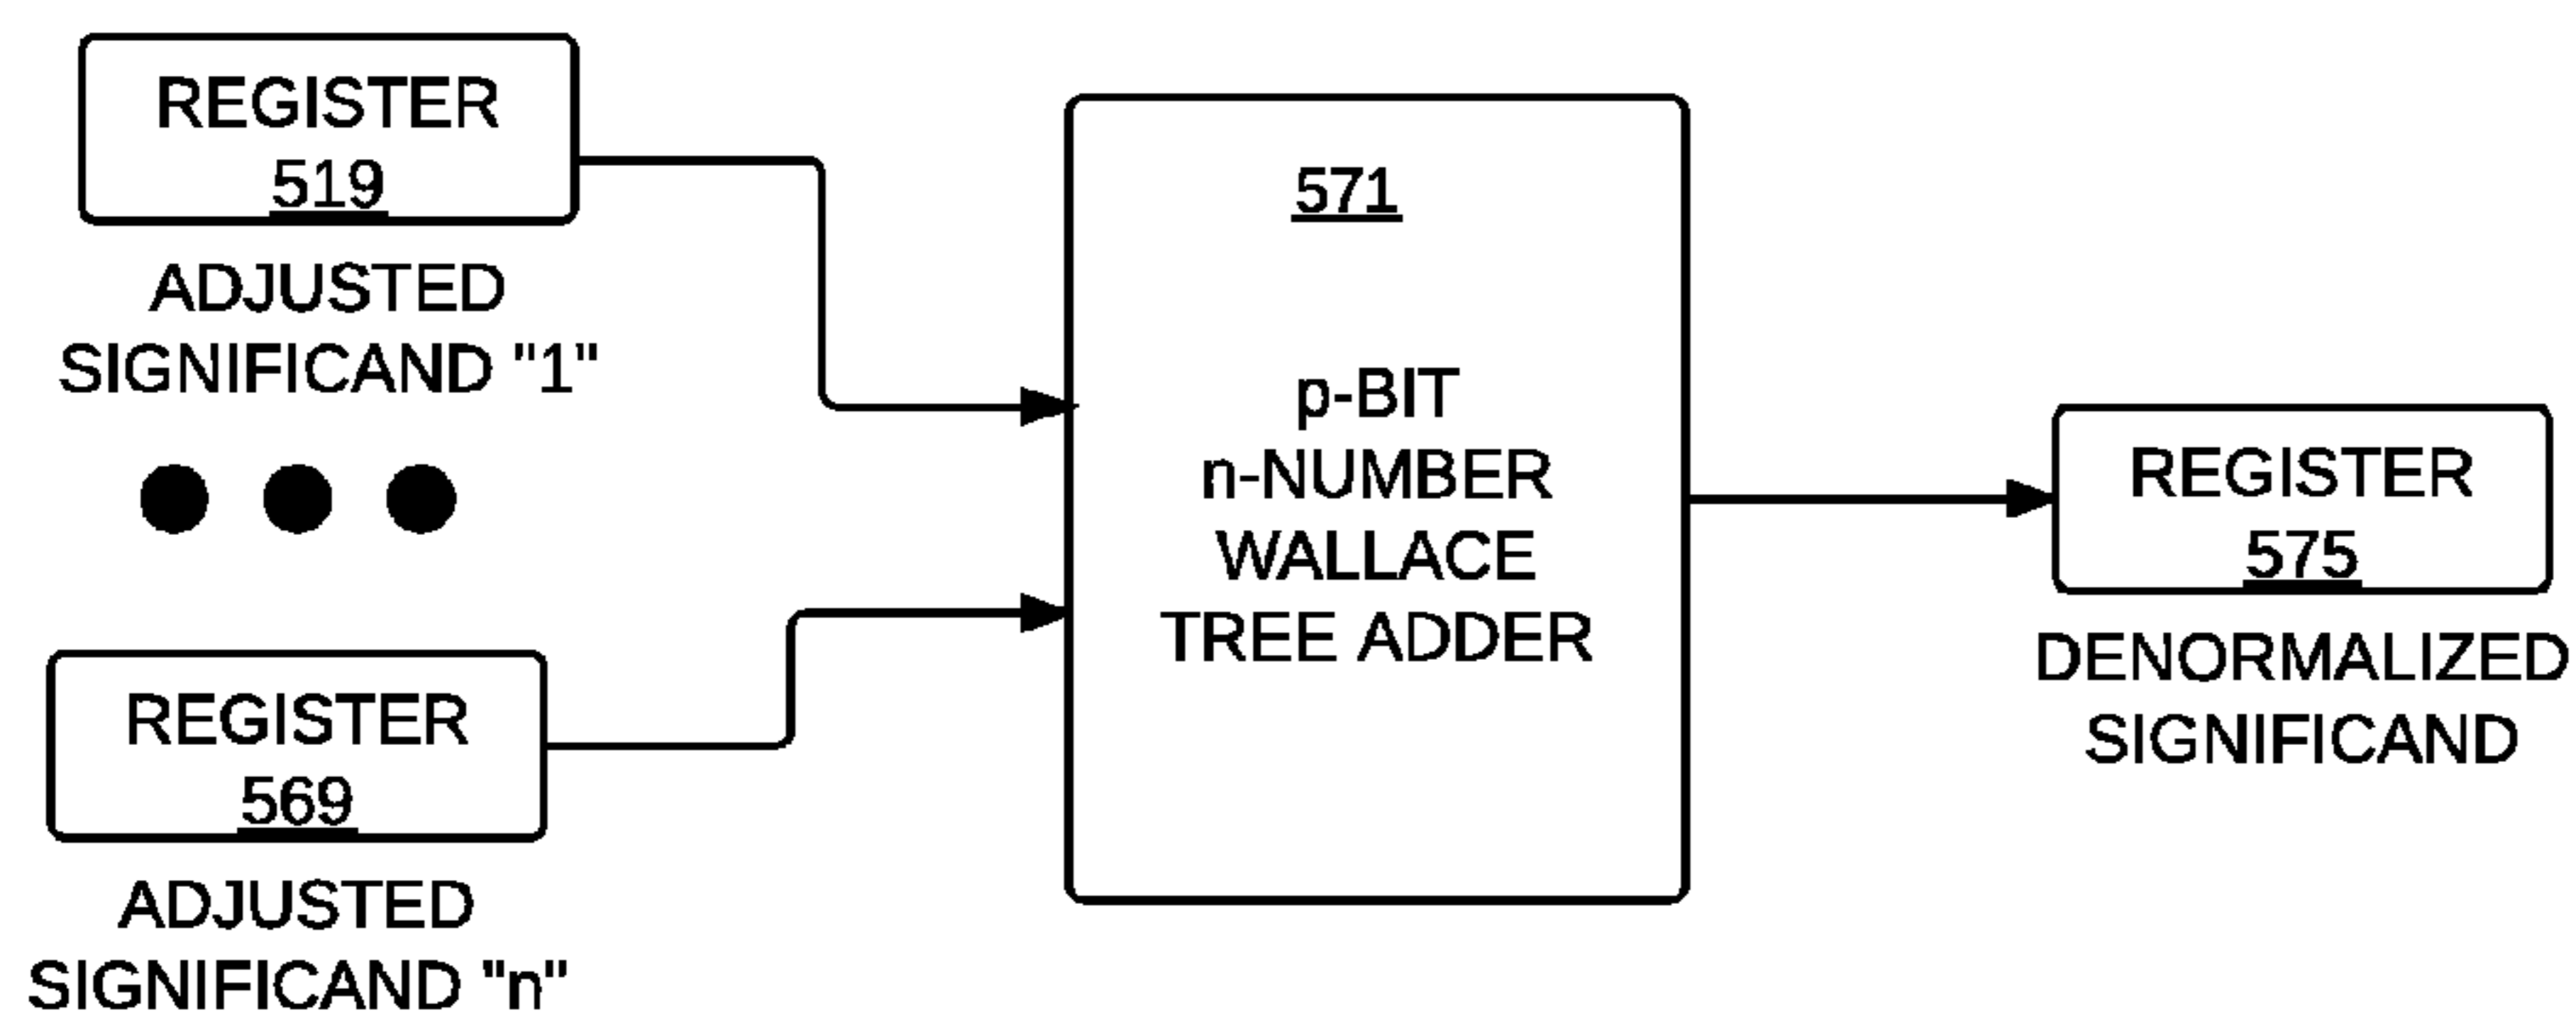 REGISTER
519
ADJUSTED
SIGNIFICAND "1"
REGISTER
569
ADJUSTED
SIGNIFICAND "n"
571
p-BIT
n-NUMBER
WALLACE
TREE ADDER
REGISTER
575
DENORMALIZED
SIGNIFICAND